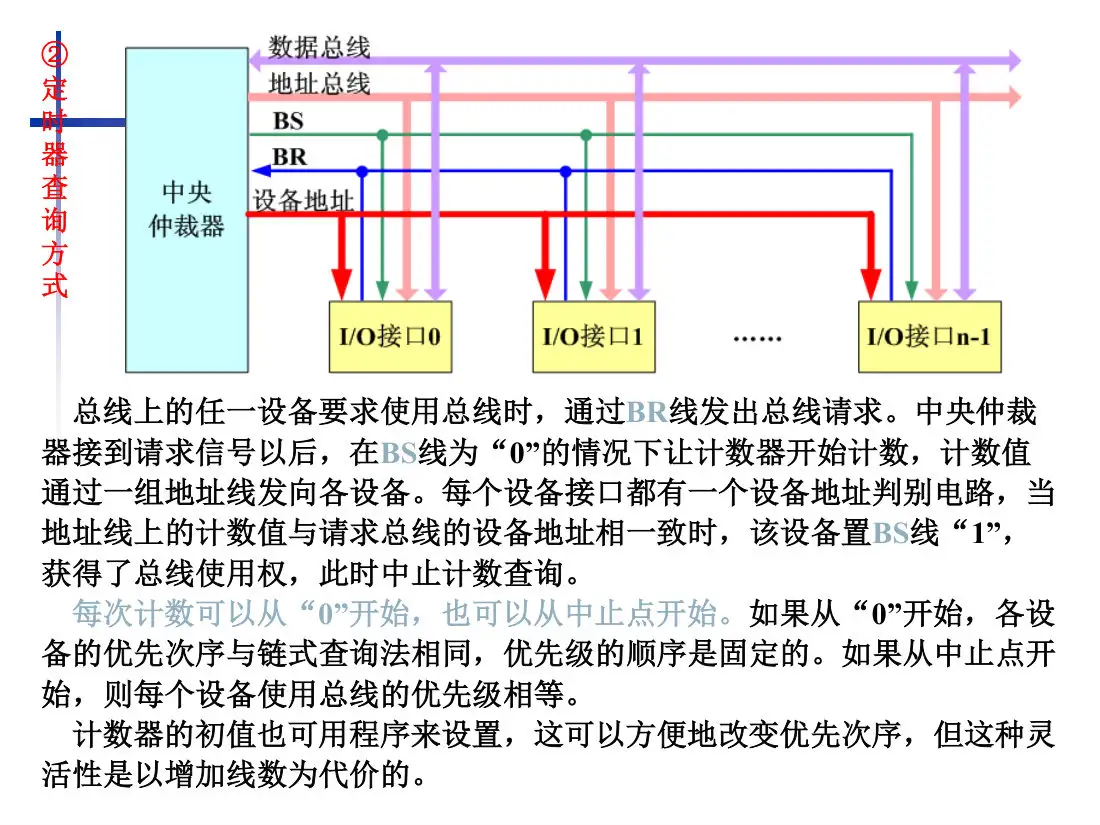 ②定时器查询方式
数据总线
地址总线
BS
BR
设备地址
中央
仲裁器
I/O接口0
I/O接口1
……
I/O接口n-1
总线上的任一设备要求使用总线时，通过BR线发出总线请求。中央仲裁
器接到请求信号以后，在BS线为“0”的情况下让计数器开始计数，计数值
通过一组地址线发向各设备。每个设备接口都有一个设备地址判别电路，当
地址线上的计数值与请求总线的设备地址相一致时，该设备置BS线“1”，
获得了总线使用权，此时中止计数查询。
每次计数可以从“0”开始，也可以从中止点开始。如果从“0”开始，各设
备的优先次序与链式查询法相同，优先级的顺序是固定的。如果从中止点开
始，则每个设备使用总线的优先级相等。
计数器的初值也可用程序来设置，这可以方便地改变优先次序，但这种灵
活性是以增加线数为代价的。